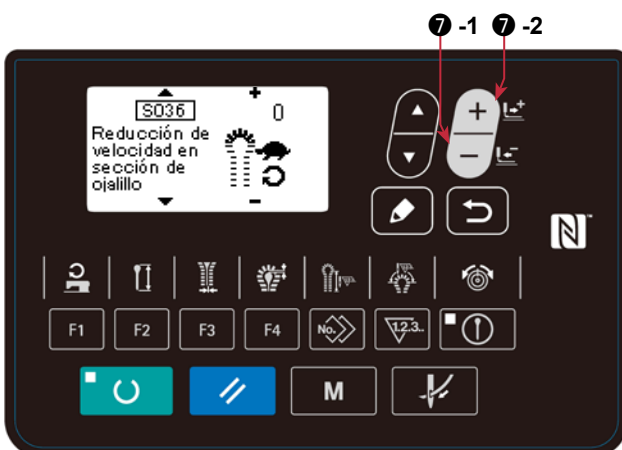 ❼ -1 ❼ -2
S036
0
Reducción de
velocidad en
sección de
ojalillo
F1 F2 F3 F4 No. 1.2.3..
M